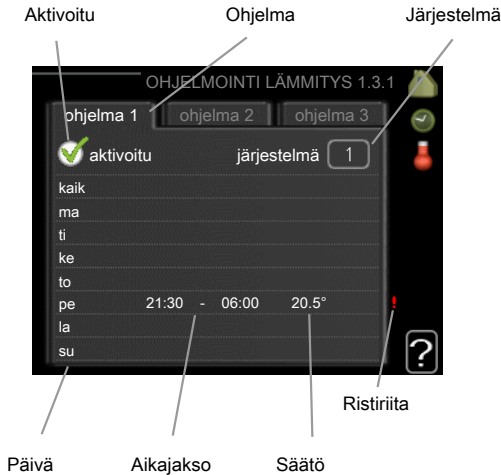 Aktivoitu Ohjelma Järjestelmä
OHJELMOINTI LÄMMITYS 1.3.1
ohjelma 1 ohjelma 2 ohjelma 3
aktivoitu järjestelmä 1
kaik
ma
ti
ke
to
pe 21:30 - 06:00 20.5° !
la
su
?
Ristiriita
Päivä Aikajakso Säätö